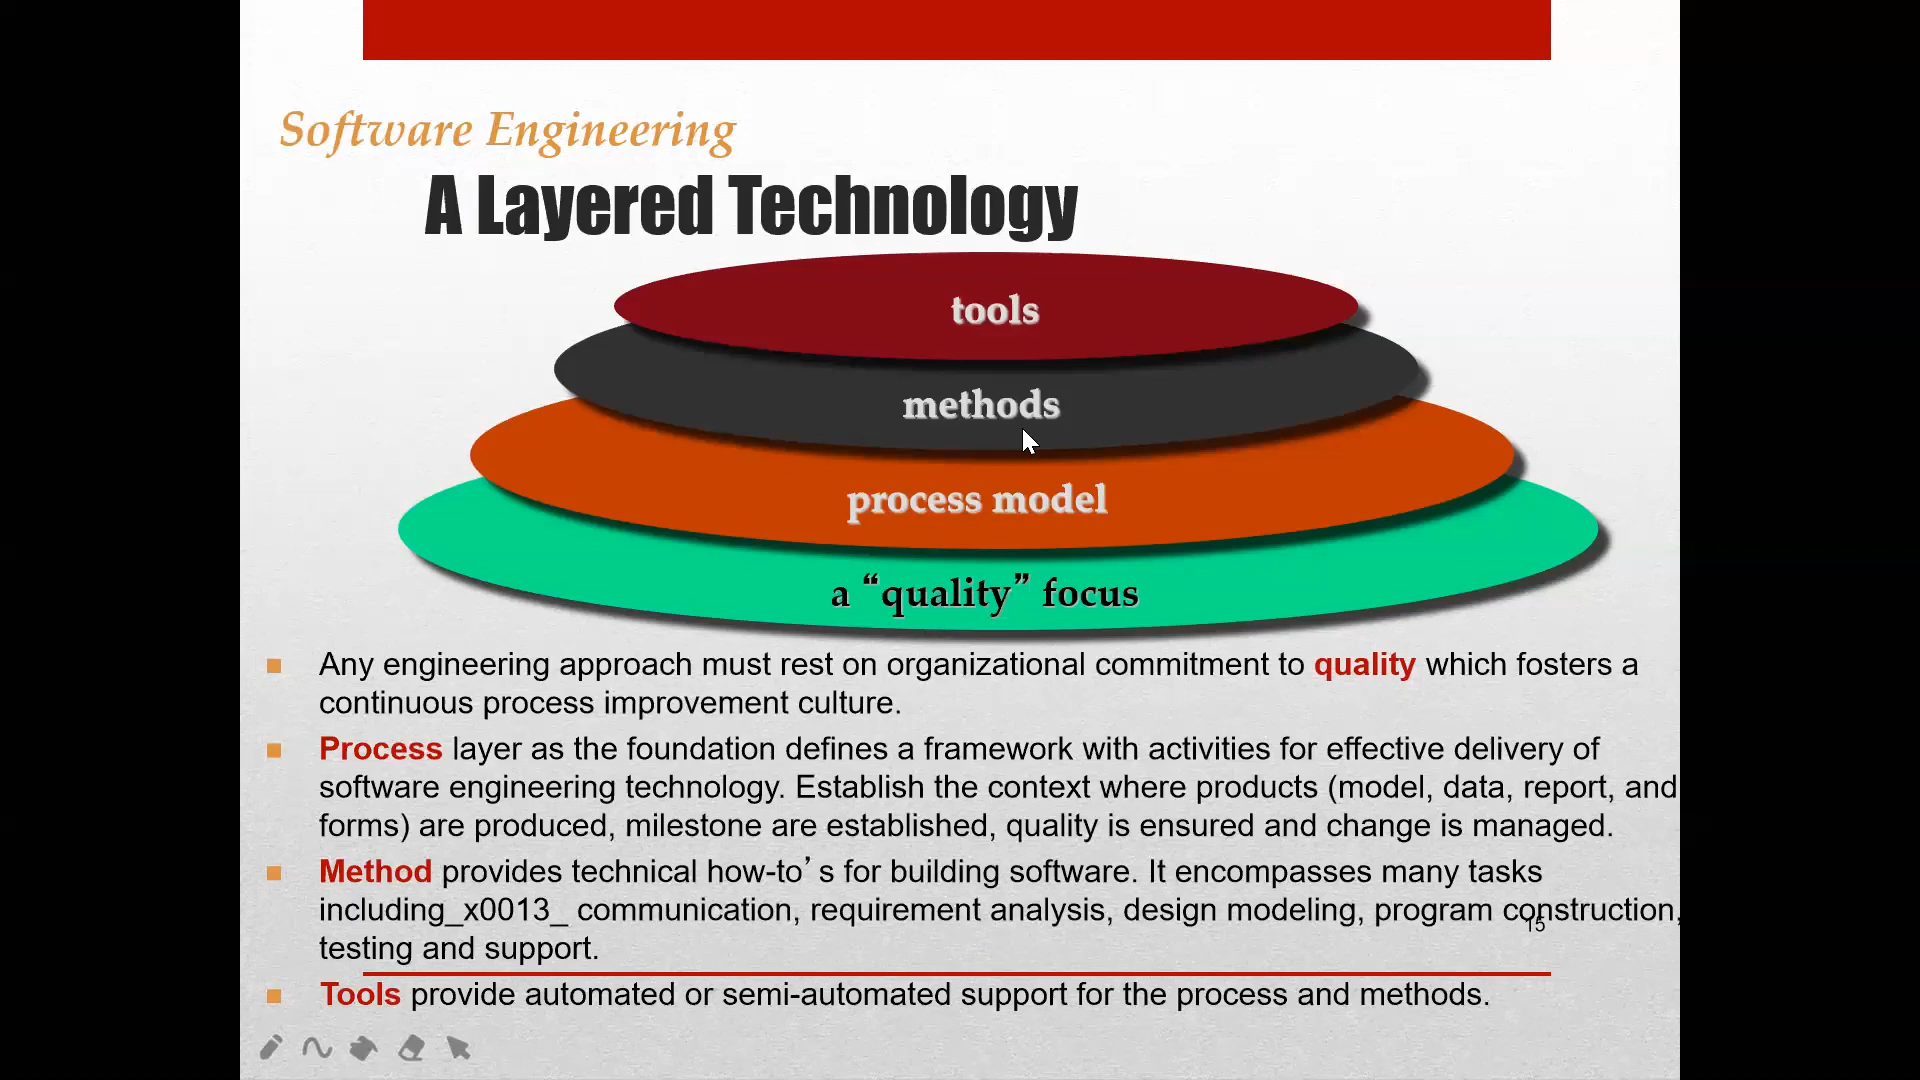 Software Engineering
A Layered Technology
tools
methods
process model
a “quality” focus
Any engineering approach must rest on organizational commitment to quality which fosters a
continuous process improvement culture.
Process layer as the foundation defines a framework with activities for effective delivery of
software engineering technology. Establish the context where products (model, data, report, and
forms) are produced, milestone are established, quality is ensured and change is managed.
Method provides technical how-to’s for building software. It encompasses many tasks
including_x0013_ communication, requirement analysis, design modeling, program construction,
15
testing and support.
Tools provide automated or semi-automated support for the process and methods.